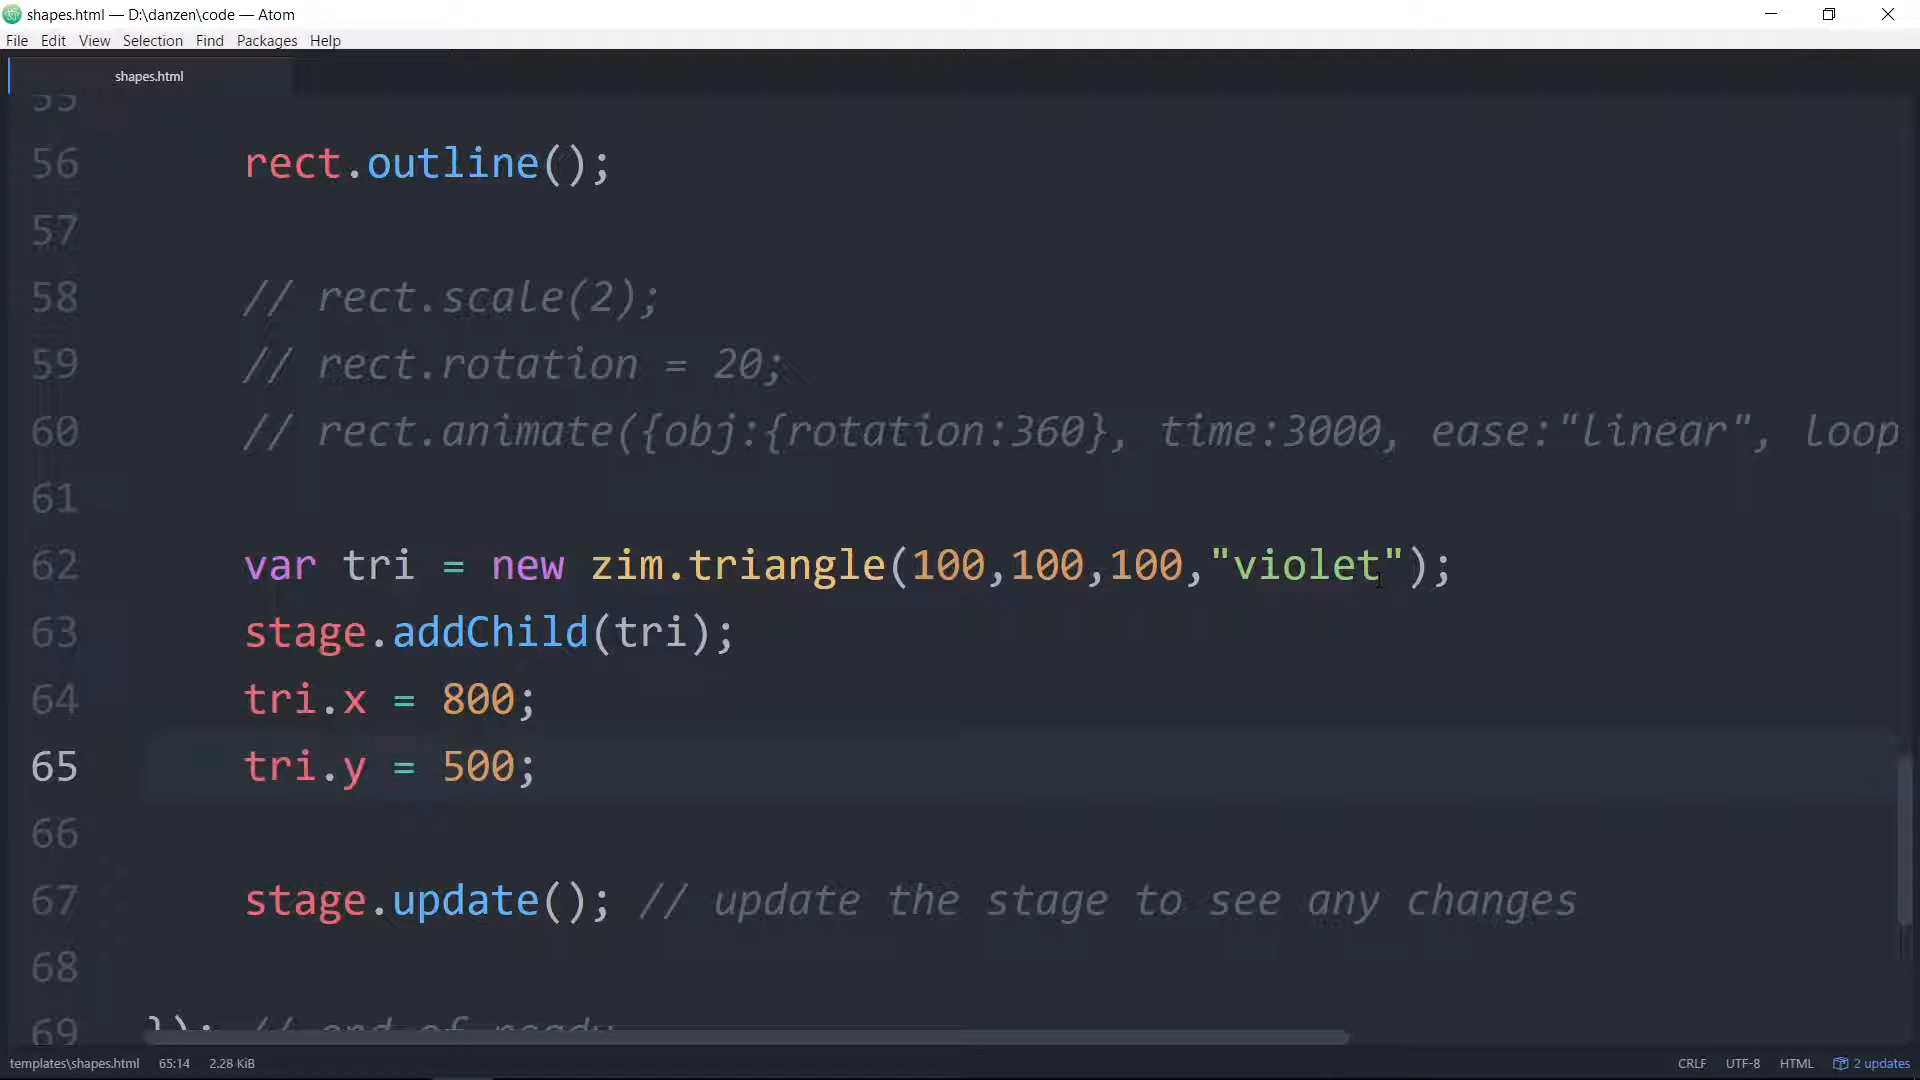 shapes.html — D:\danzen\code — Atom
File Edit View Selection Find Packages Help
shapes.html
55
56 rect.outline();
57
58 // rect.scale(2);
59 // rect.rotation = 20;
60 // rect.animate({obj:{rotation:360}, time:3000, ease:"linear", loop
61
62 var tri = new zim.triangle(100,100,100,"violet");
63 stage.addChild(tri);
64 tri.x = 800;
65 tri.y = 500;
66
67 stage.update(); // update the stage to see any changes
68
69 }); // end of ready
templates\shapes.html 65:14 2.28 KiB CRLF UTF-8 HTML 2 updates